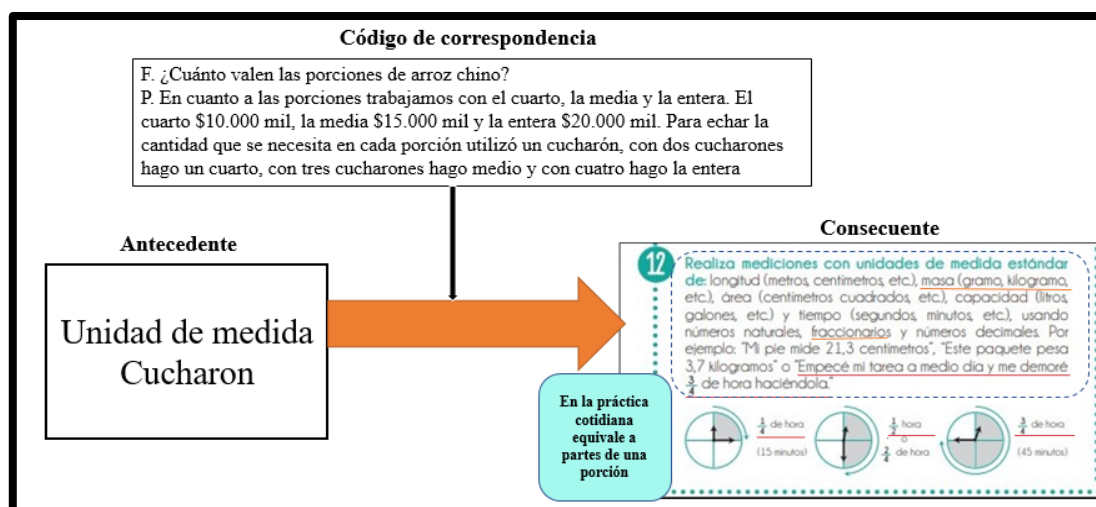 Código de correspondencia
F. ¿Cuánto valen las porciones de arroz chino?
P. En cuanto a las porciones trabajamos con el cuarto, la media y la entera. El
cuarto $10.000 mil, la media $15.000 mil y la entera $20.000 mil. Para echar la
cantidad que se necesita en cada porción utilizó un cucharón, con dos cucharones
hago un cuarto, con tres cucharones hago medio y con cuatro hago la entera
Antecedente
Unidad de medida
Cucharon
Consecuente
12
Realiza mediciones con unidades de medida estándar
de: longitud (metros, centímetros, etc.), masa (gramo, kilogramo,
etc.), área (centímetros cuadrados, etc.), capacidad (litros,
galones, etc.) y tiempo (segundos, minutos, etc.), usando
números naturales, fraccionarios y números decimales. Por
ejemplo: "Mi pie mide 21,3 centímetros", "Este paquete pesa
3,7 kilogramos" o "Empecé mi tarea a medio día y me demoré
3/4 de hora haciéndola."
En la práctica
cotidiana
equivale a
partes de una
porción
1/4 de hora
(15 minutos)
1/2 hora
o
2/4 de hora
3/4 de hora
(45 minutos)